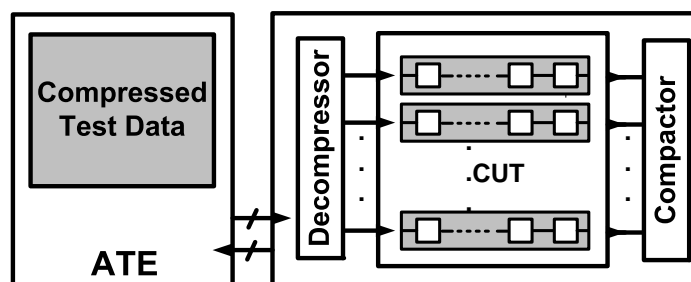 Compressed
Test Data
ATE
Decompressor
CUT
Compactor